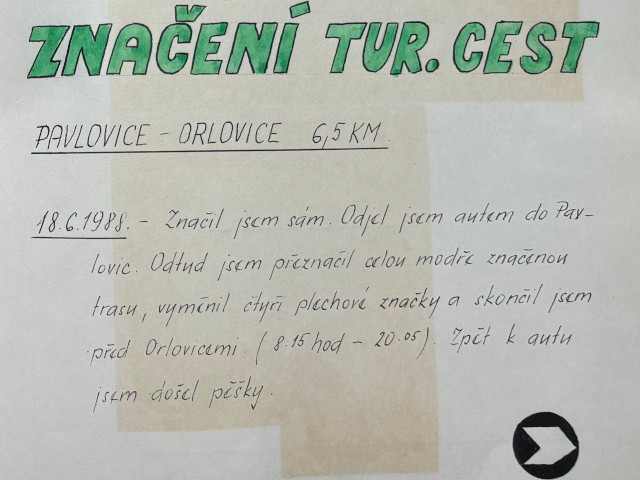 ZNAČENÍ TUR. CEST
PAVLOVICE - ORLOVICE 6,5 KM.
18.6.1988. - Značil jsem sám. Odjel jsem autem do Pav-
lovic. Odtud jsem přeznačil celou modře značenou
trasu, vyměnil čtyři plechové značky a skončil jsem
před Orlovicemi. (8.15 hod - 20.05). Zpět k autu
jsem došel pěšky.